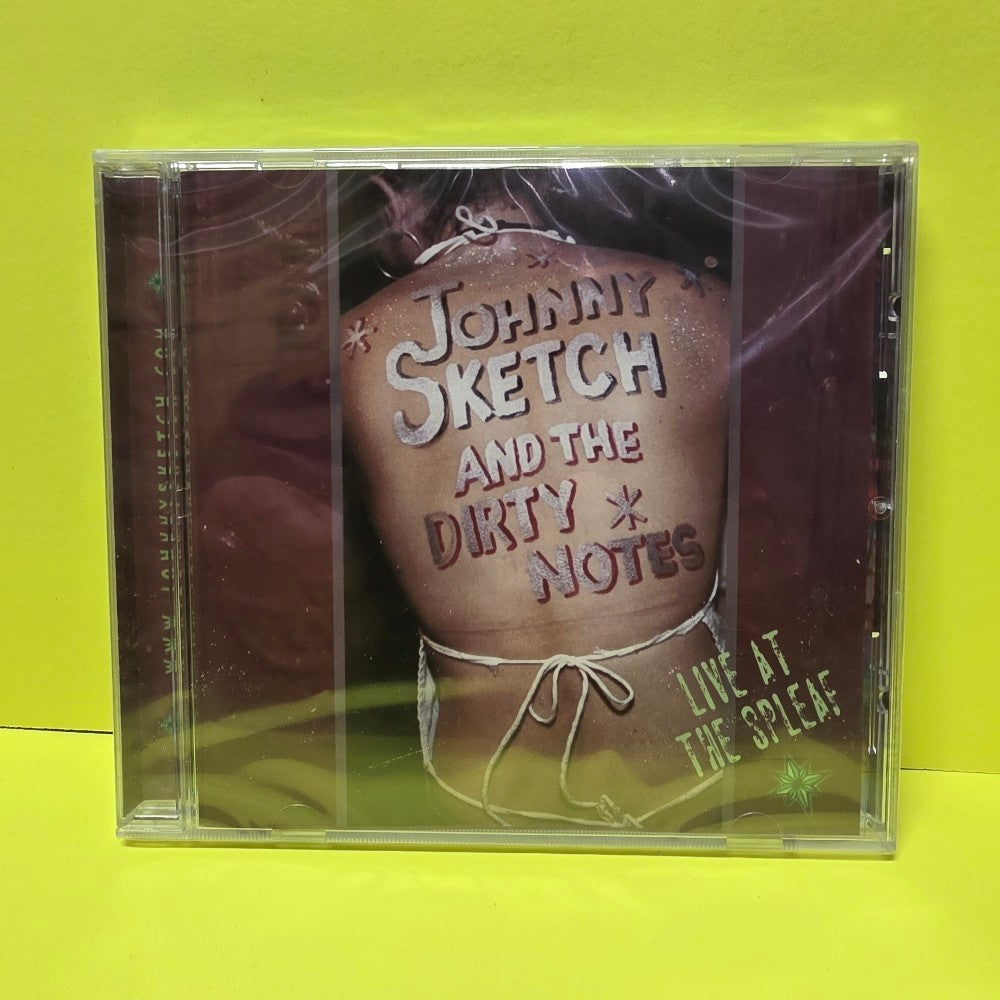 JOHNNY
SKETCH
AND THE
DIRTY
NOTES
LIVE AT
THE SPLEAF
WWW.JOHNNYSKETCH.COM